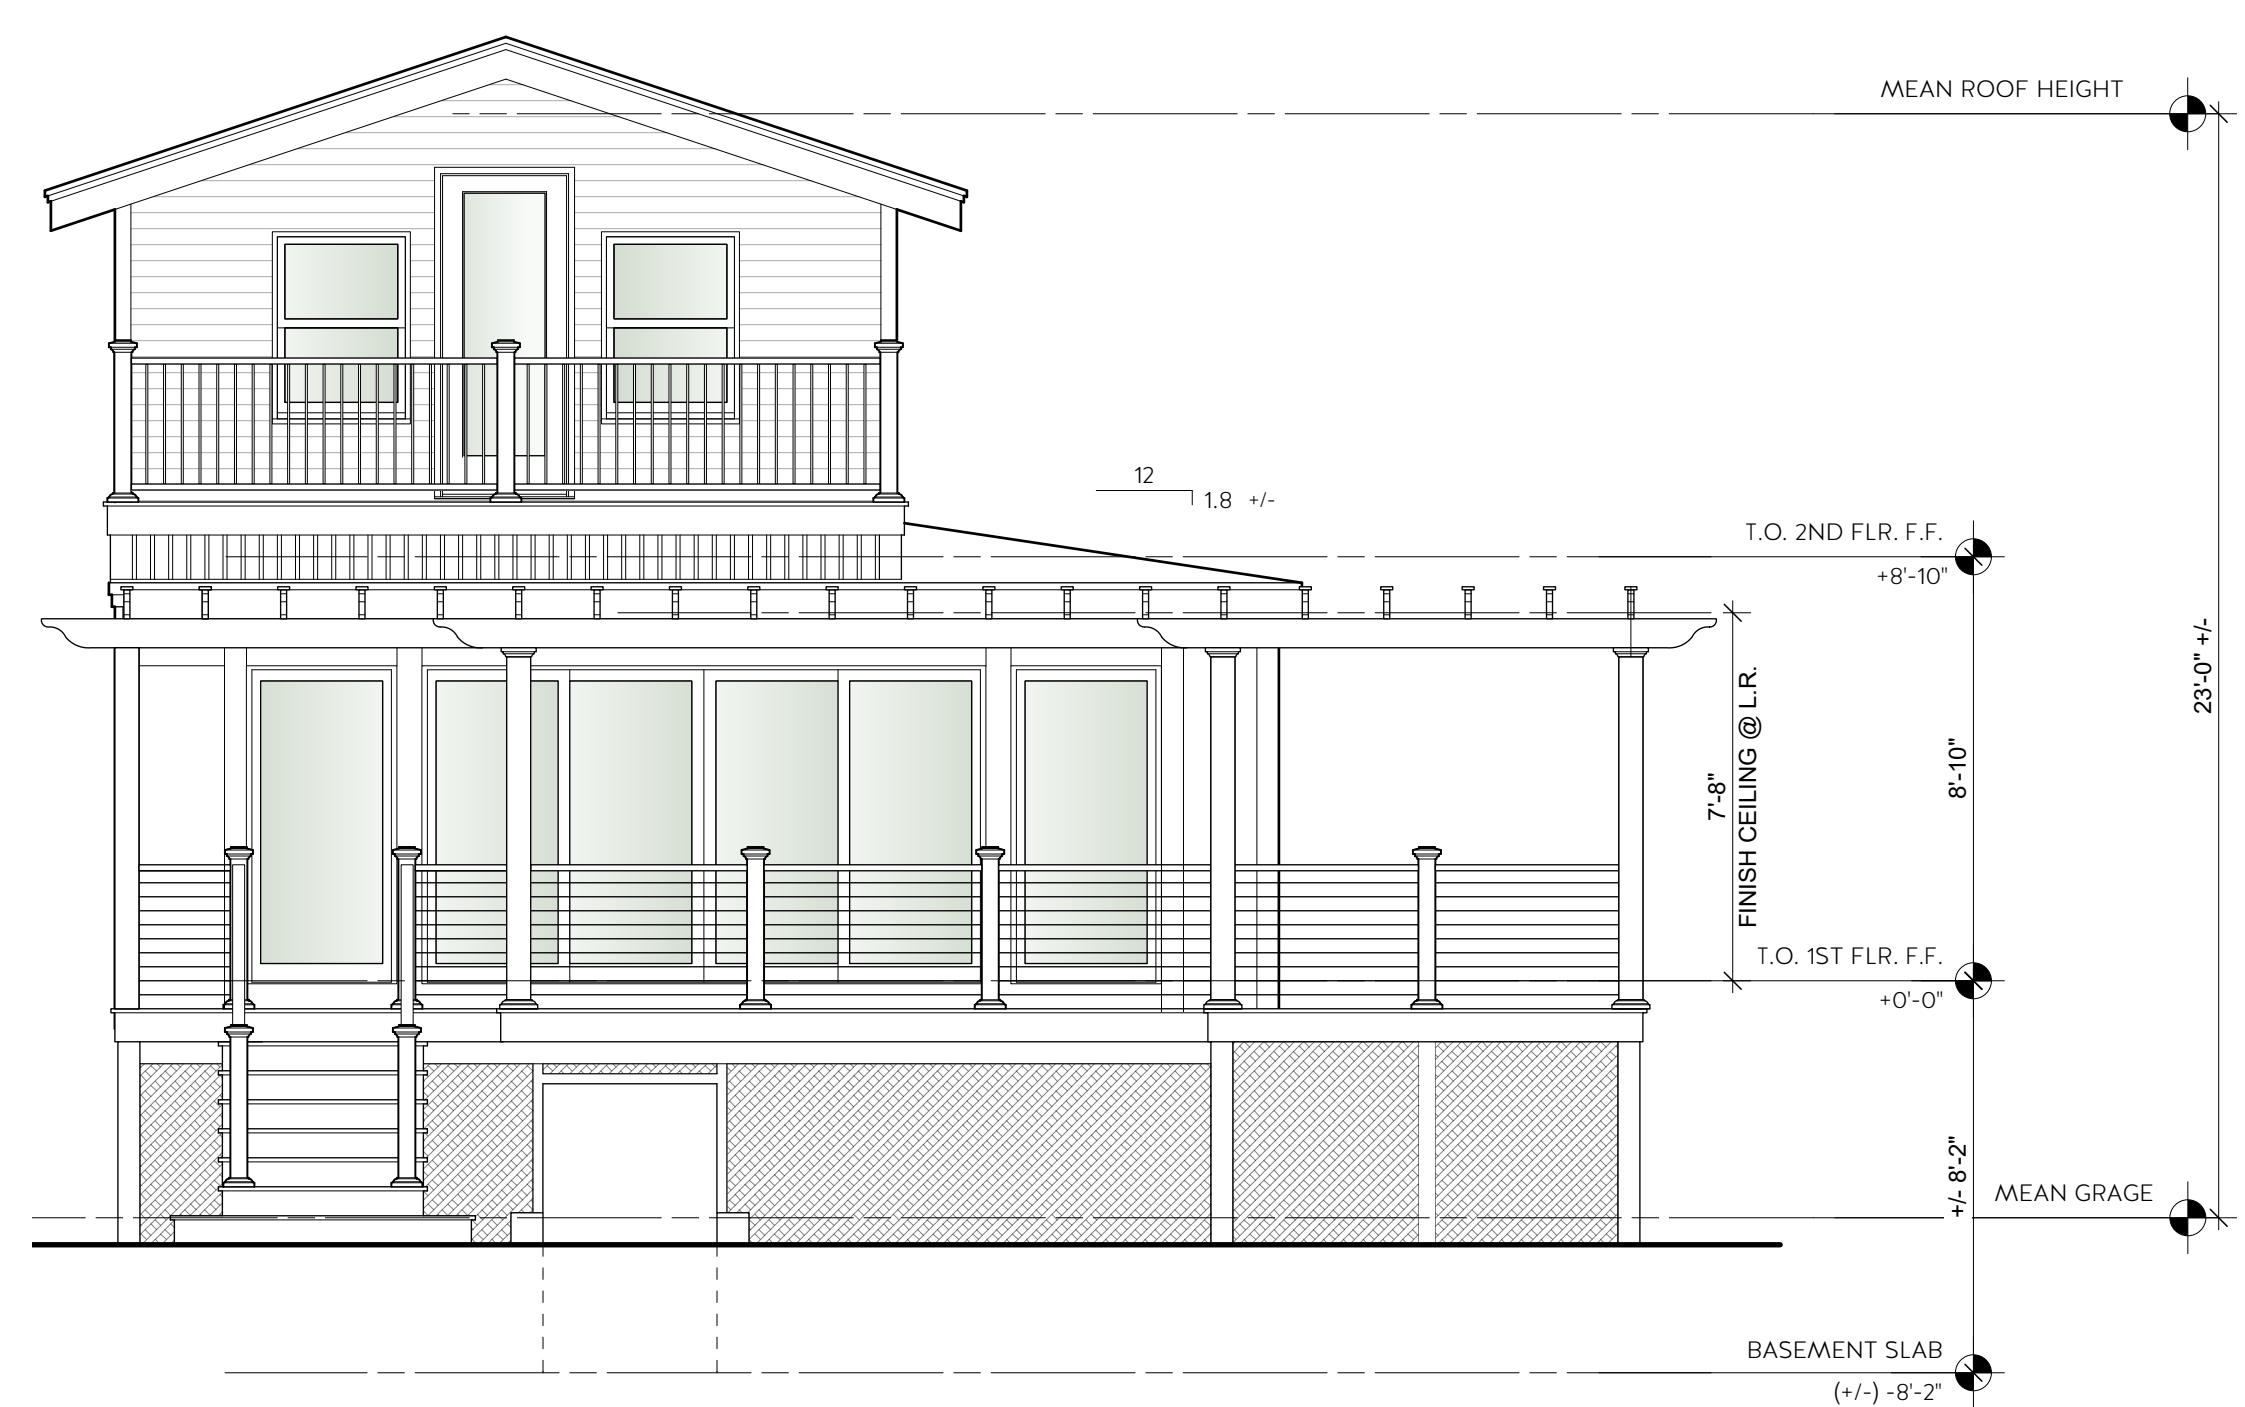 MEAN ROOF HEIGHT
12
1.8 +/-
T.O. 2ND FLR. F.F.
+8'-10"
23'-0" +/-
8'-10"
7'-8"
FINISH CEILING @ L.R.
T.O. 1ST FLR. F.F.
+0'-0"
+/- 8'-2"
MEAN GRAGE
BASEMENT SLAB
(+/-) -8'-2"